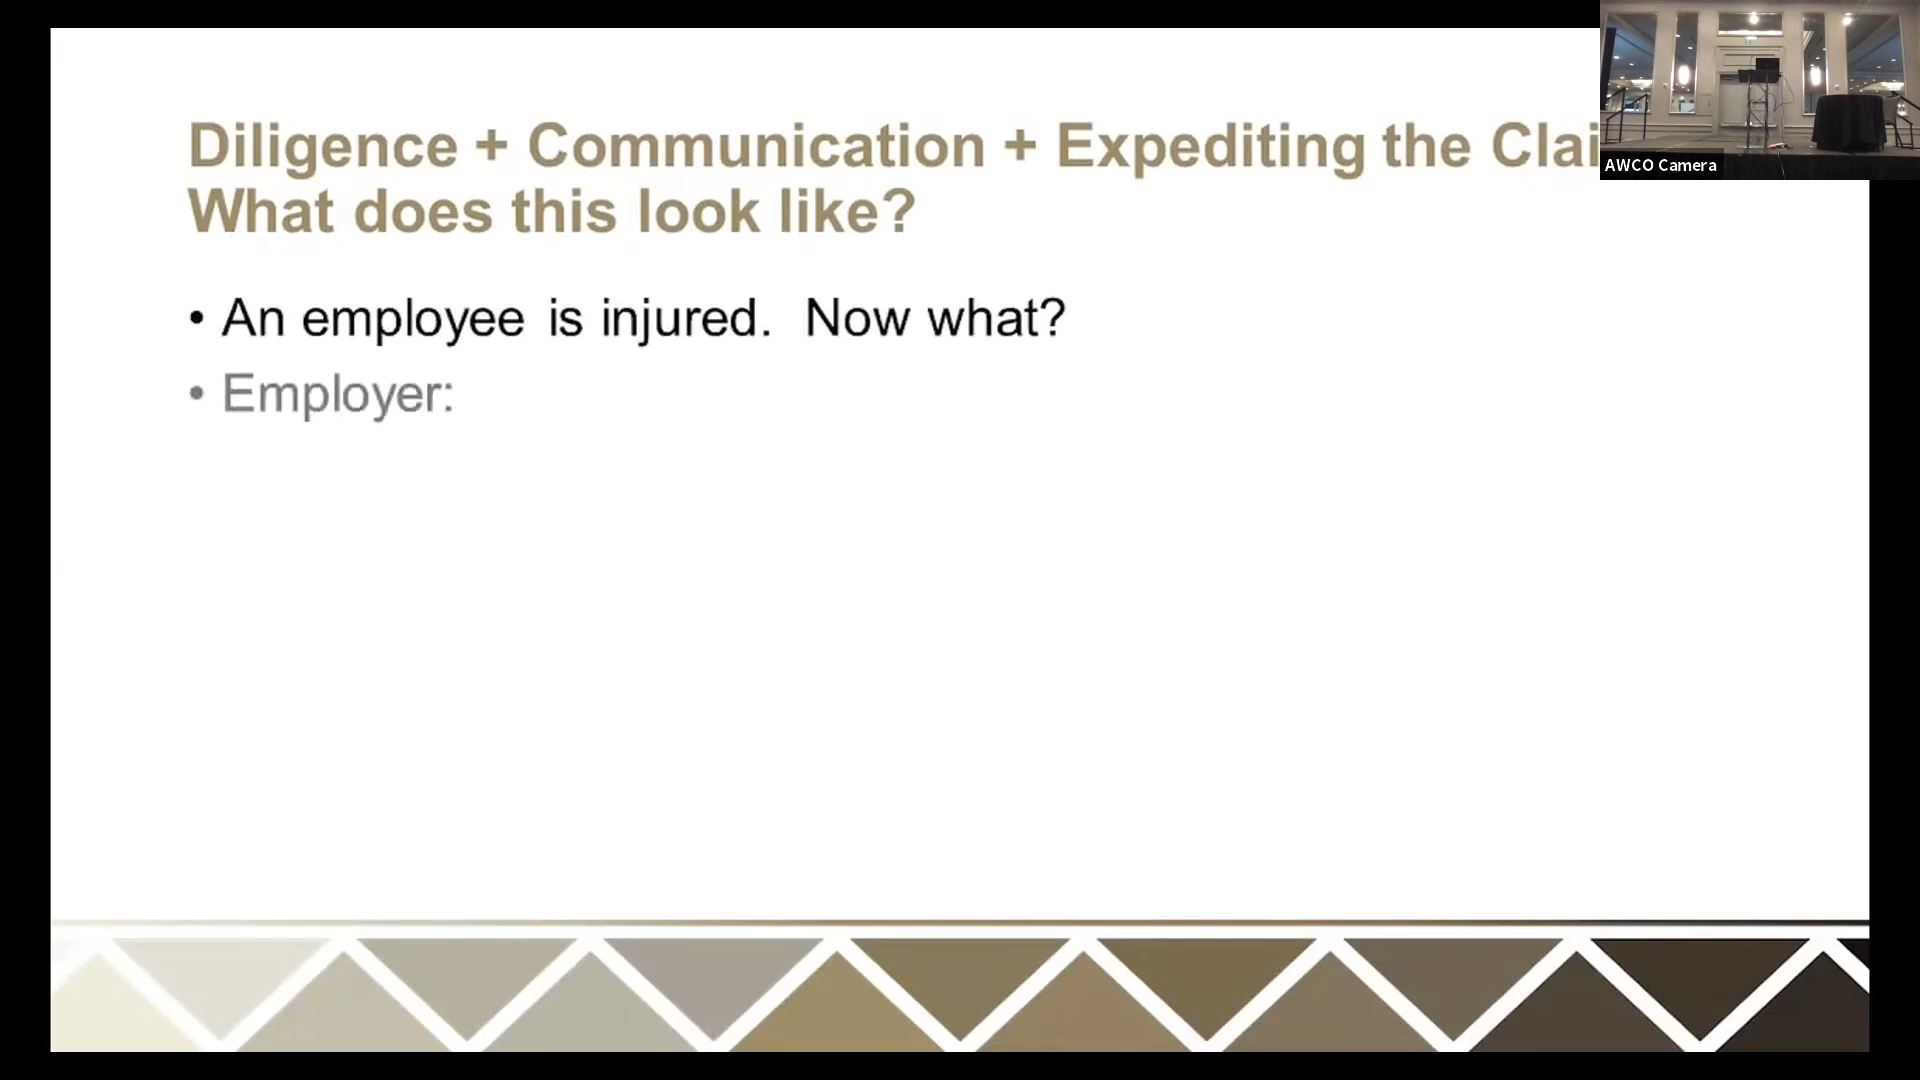 Diligence + Communication + Expediting the Clai
What does this look like?
• An employee is injured. Now what?
• Employer:
AWCO Camera